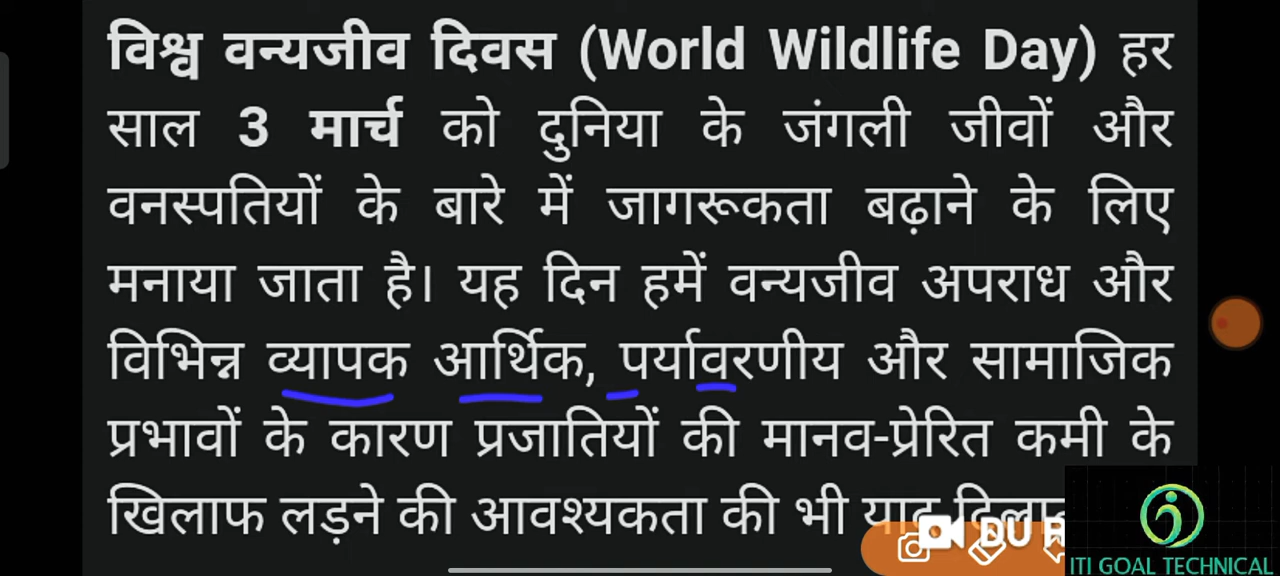 विश्व वन्यजीव दिवस (World Wildlife Day) हर
साल 3 मार्च को दुनिया के जंगली जीवों और
वनस्पतियों के बारे में जागरूकता बढ़ाने के लिए
मनाया जाता है। यह दिन हमें वन्यजीव अपराध और
विभिन्न व्यापक आर्थिक, पर्यावरणीय और सामाजिक
प्रभावों के कारण प्रजातियों की मानव-प्रेरित कमी के
खिलाफ लड़ने की आवश्यकता की भी याद
DU
ITI GOAL TECHNICAL